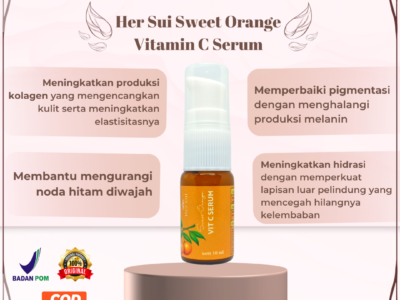 Her Sui Sweet Orange
Vitamin C Serum
Meningkatkan produksi
kolagen yang mengencangkan
kulit serta meningkatkan
elastisitasnya
Memperbaiki pigmentasi
dengan menghalangi
produksi melanin
Membantu mengurangi
noda hitam diwajah
Meningkatkan hidrasi
dengan memperkuat
lapisan luar pelindung yang
mencegah hilangnya
kelembaban
VIT C SERUM
BADAN POM
100%
ORIGINAL
COD